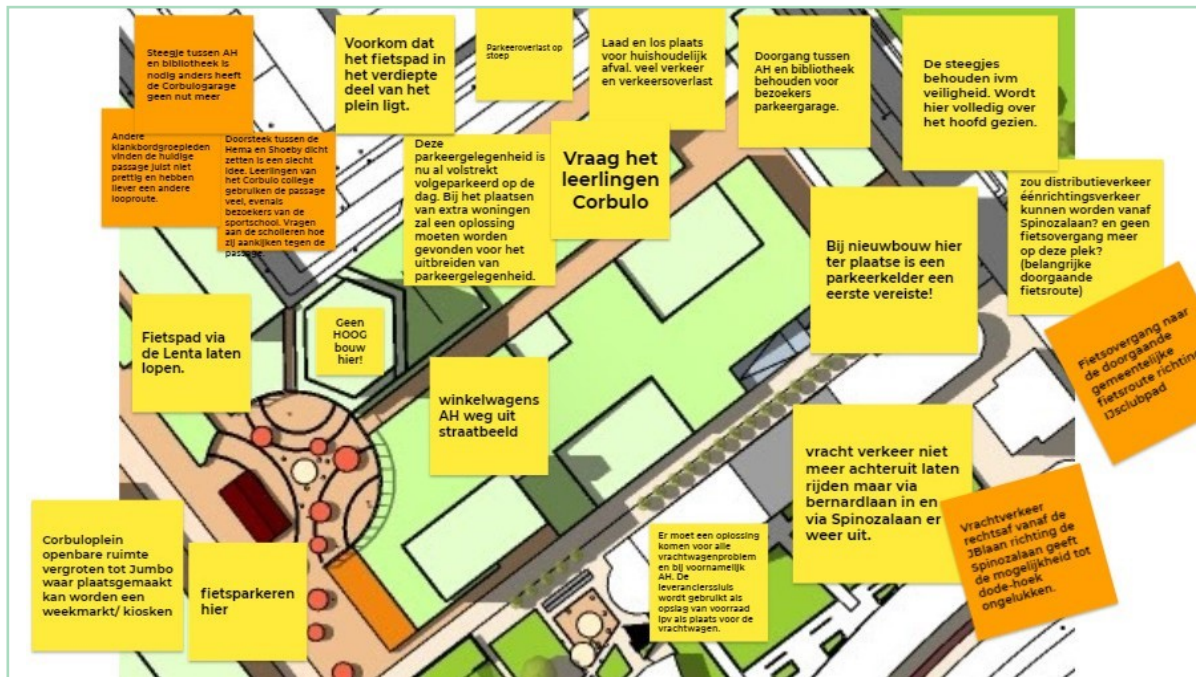 Steegje tussen AH
en bibliotheek is
nodig anders heeft
de Corbulogarage
geen nut meer
Voorkom dat
het fietspad in
het verdiepte
deel van het
plein ligt.
Parkeeroverlast op
stoep
Laad en los plaats
voor huishoudelijk
afval. veel verkeer
en verkeersoverlast
Doorgang tussen
AH en bibliotheek
behouden voor
bezoekers
parkeergarage.
De steegjes
behouden ivm
veiligheid. Wordt
hier volledig over
het hoofd gezien.
Andere
klankbordgroepleden
vinden de huidige
passage juist niet
prettig en hebben
liever een andere
looproute.
Doorsteek tussen de
Hema en Shoeby dicht
zetten is een slecht
idee. Leerlingen van
het Corbulo college
gebruiken de passage
veel, evenals
bezoekers van de
sportschool. Vragen
aan de scholieren hoe
zij aankijken tegen de
passage.
Deze
parkeergelegenheid is
nu al volstrekt
volgeparkeerd op de
dag. Bij het plaatsen
van extra woningen
zal een oplossing
moeten worden
gevonden voor het
uitbreiden van
parkeergelegenheid.
Vraag het
leerlingen
Corbulo
Bij nieuwbouw hier
ter plaatse is een
parkeerkelder een
eerste vereiste!
zou distributieverkeer
éénrichtingsverkeer
kunnen worden vanaf
Spinozalaan? en geen
fietsovergang meer
op deze plek?
(belangrijke
doorgaande
fietsroute)
Fietsovergang naar
de doorgaande
gemeentelijke
fietsroute richting
IJsclubpad
Fietspad via
de Lenta laten
lopen.
Geen
HOOG
bouw
hier!
winkelwagens
AH weg uit
straatbeeld
vracht verkeer niet
meer achteruit laten
rijden maar via
bernardlaan in en
via Spinozalaan er
weer uit.
Vrachtverkeer
rechtsaf vanaf de
JBlaan richting de
Spinozalaan geeft
de mogelijkheid tot
dode-hoek
ongelukken.
Corbuloplein
openbare ruimte
vergroten tot Jumbo
waar plaatsgemaakt
kan worden een
weekmarkt/ kiosken
fietsparkeren
hier
Er moet een oplossing
komen voor alle
vrachtwagenproblem
en bij voornamelijk
AH. De
leverancierssluis
wordt gebruikt als
opslag van voorraad
ipv als plaats voor de
vrachtwagen.